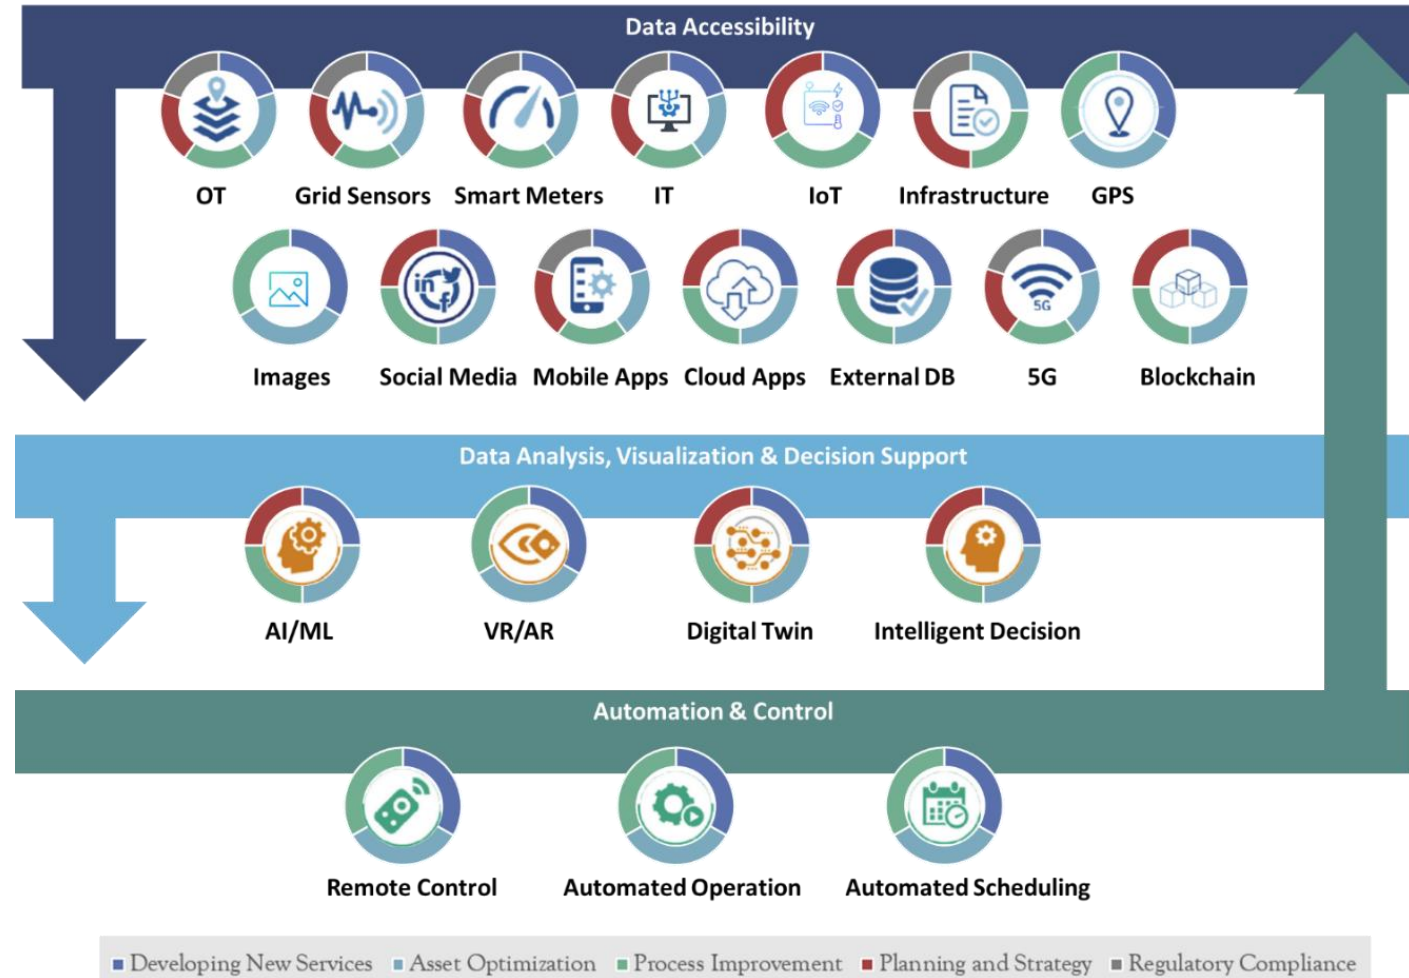 Data Accessibility
OT Grid Sensors Smart Meters IT IoT Infrastructure GPS
in f
5G
Images Social Media Mobile Apps Cloud Apps External DB 5G Blockchain
Data Analysis, Visualization & Decision Support
AI/ML VR/AR Digital Twin Intelligent Decision
Automation & Control
Remote Control Automated Operation Automated Scheduling
Developing New Services Asset Optimization Process Improvement Planning and Strategy Regulatory Compliance